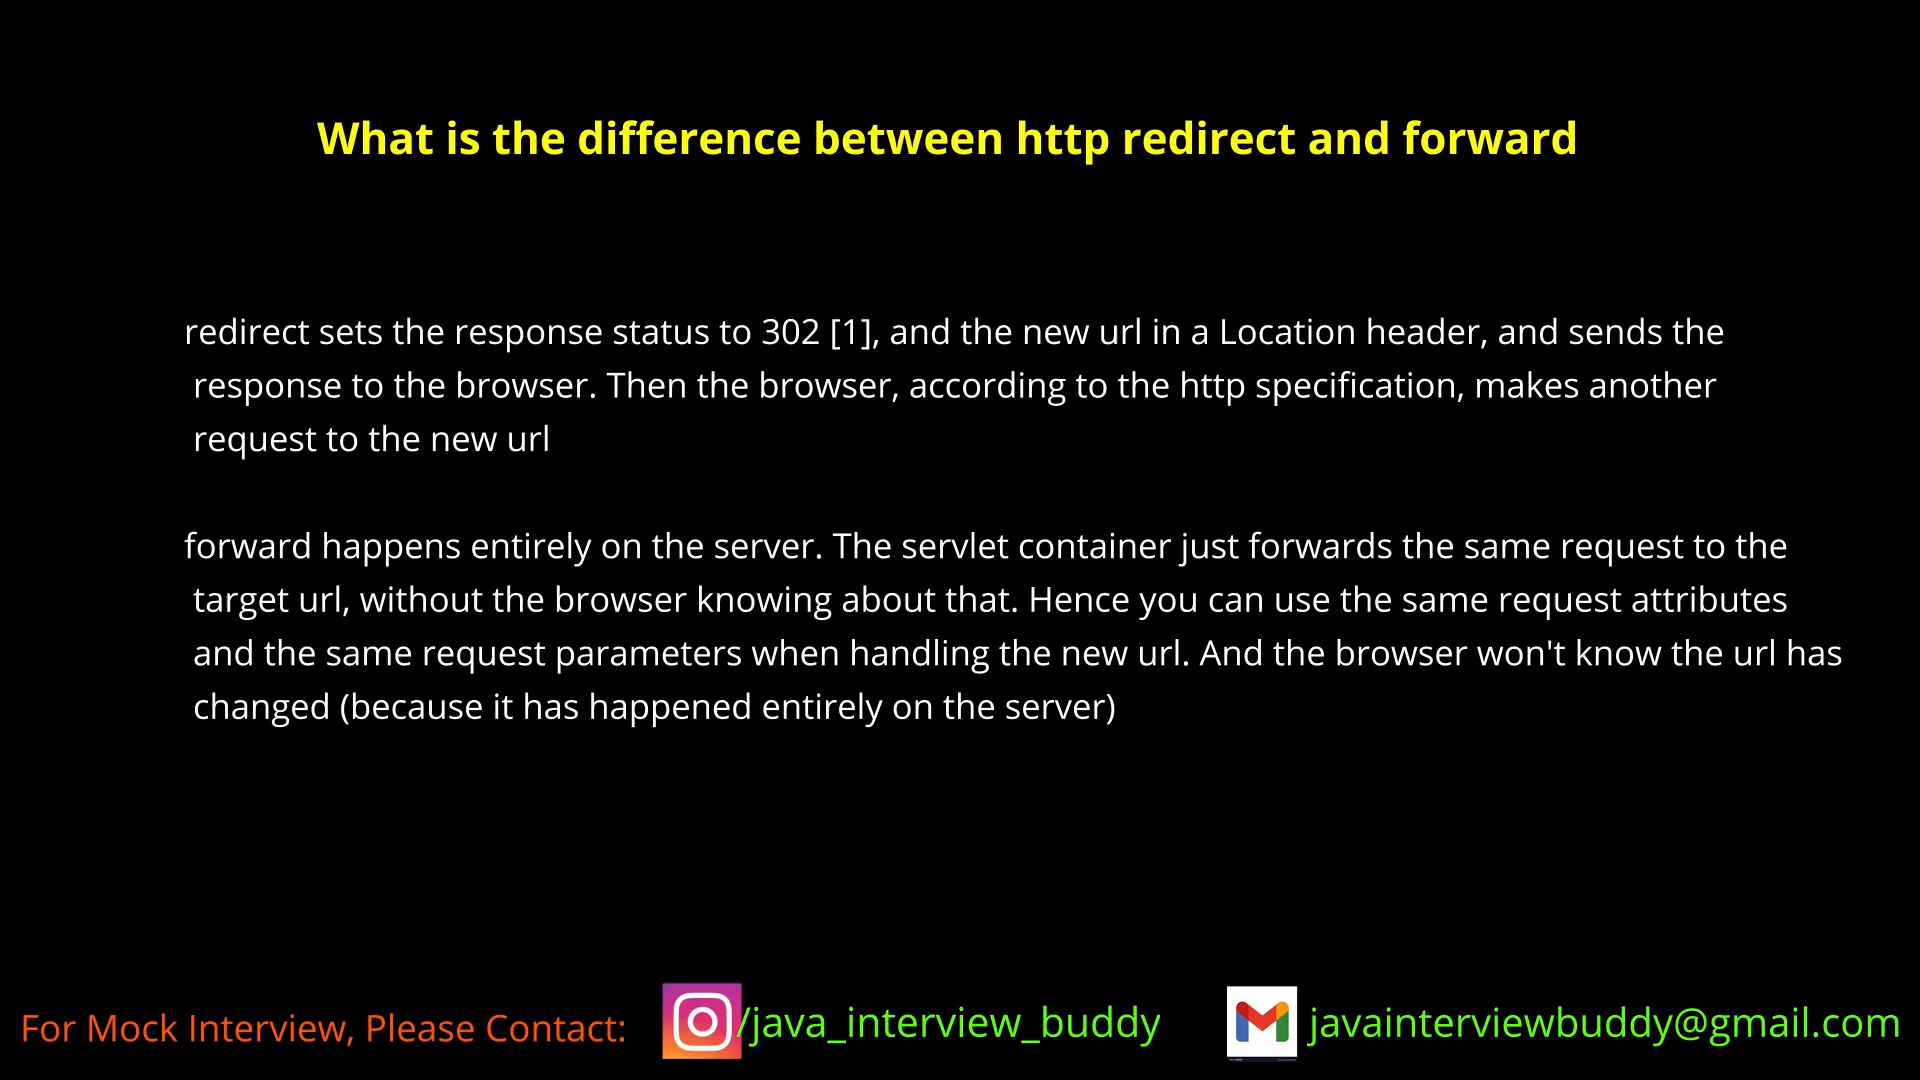 What is the difference between http redirect and forward
redirect sets the response status to 302 [1], and the new url in a Location header, and sends the
response to the browser. Then the browser, according to the http specification, makes another
request to the new url
forward happens entirely on the server. The servlet container just forwards the same request to the
target url, without the browser knowing about that. Hence you can use the same request attributes
and the same request parameters when handling the new url. And the browser won't know the url has
changed (because it has happened entirely on the server)
For Mock Interview, Please Contact: /java_interview_buddy javainterviewbuddy@gmail.com